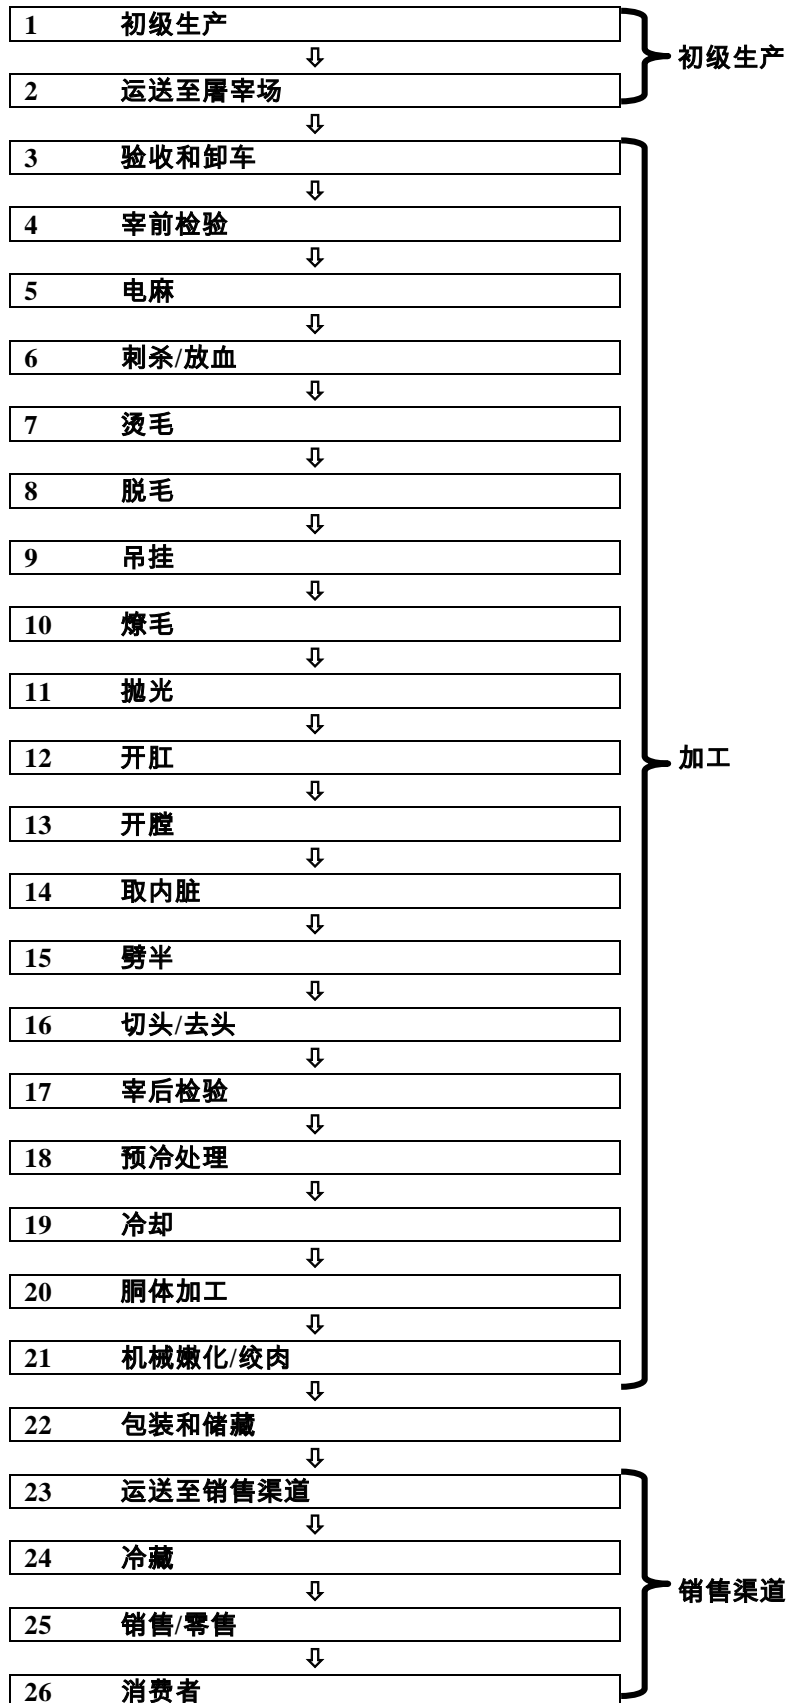 1 初级生产
⇩
初级生产
2 运送至屠宰场
⇩
3 验收和卸车
⇩
4 宰前检验
⇩
5 电麻
⇩
6 刺杀/放血
⇩
7 烫毛
⇩
8 脱毛
⇩
9 吊挂
⇩
10 燎毛
⇩
11 抛光
⇩
12 开肛
加工
⇩
13 开膛
⇩
14 取内脏
⇩
15 劈半
⇩
16 切头/去头
⇩
17 宰后检验
⇩
18 预冷处理
⇩
19 冷却
⇩
20 胴体加工
⇩
21 机械嫩化/绞肉
⇩
22 包装和储藏
⇩
23 运送至销售渠道
⇩
24 冷藏
⇩
销售渠道
25 销售/零售
⇩
26 消费者